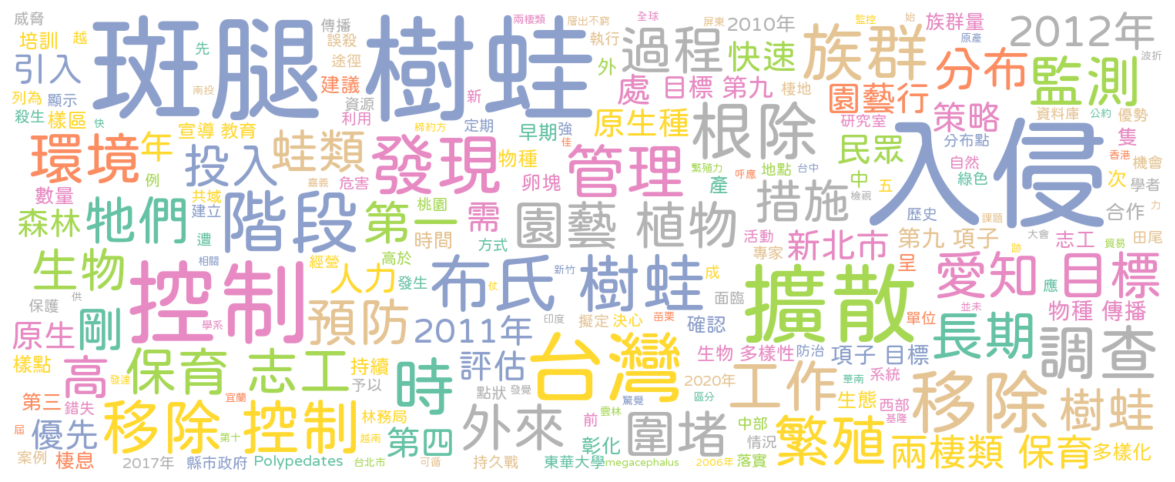 威脅
斑腿 樹蛙
傳播
誤殺
兩棲類
層出不窮
全球
屏東
2010年
監控
始
族群量
2012年
培訓
越
先
途徑
執行
過程
快速
族群
園藝
原產
引入
建議
外
處
目標 第九
棲地
分布
監測
波折
列為
顯示
南投
資源
新
園藝行
資料庫
公約
優勢
殺生
樣區
快
宣導 教育
利用
締約方
定期
早期
強
佳
原生種
根除
研究室
策略
入侵
分布點
隻
環境
年
投入
蛙類
發現
物種
管理
繁殖力
呼應
地點
台中
民眾
自然
香港
機會
數量
例
共域
嘉義
危害
卵塊
產
檢視
中
五
綠色
次
學者
森林
牠們
建立
遭
階段
第一
桃園
需
園藝 植物
措施
歷史
課題
合作
力
時間
方式
活動
新北市
第九 項子
大會
志工
田尾
生物
相關
經營
人力
高於
發生
布氏 樹蛙
新竹
成
專家
呈
愛知 目標
跡
貿易
保護
供
控制
預防
仗
面臨
擴散
應
並未
物種 傳播
原生
剛
學系
2011年
印度
擬定
決心
苗栗
確認
單位
長期
調查
樣點
高
保育 志工
持續
時
評估
台灣
生物 多樣性
防治
項子 目標
發達
予以
點狀
發覺
驚覺
2020年
工作
華南
系統
第三
錯失
宜蘭
移除 控制
林務局
外來
前
雲林
圍堵
區分
生態
西部
基隆
移除
樹蛙
屆
優先
第十
越南
第四
彰化
中部
情況
繁殖
兩棲類 保育
多樣化
案例
棲息
2017年
縣市政府
Polypedates
台北市
可循
持久戰
東華大學
megacephalus
2006年
落實